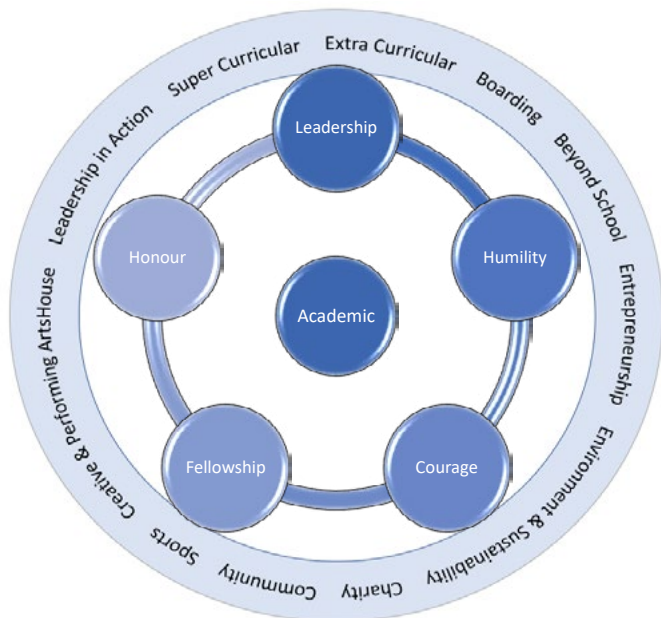 Super Curricular
Extra Curricular
Boarding
Beyond School
Entrepreneurship
Environment & Sustainability
Charity
Community
Sports
Creative & Performing ArtsHouse
Leadership in Action
Leadership
Humility
Courage
Fellowship
Honour
Academic